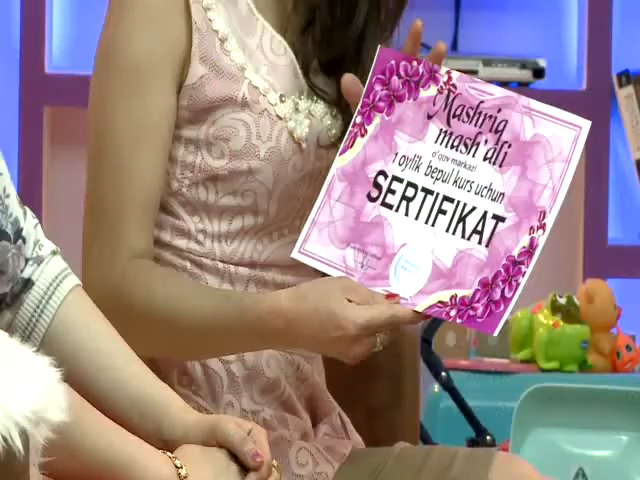 Mashriq
mash'ali
o'quv markazi
1 oylik bepul kurs uchun
SERTIFIKAT